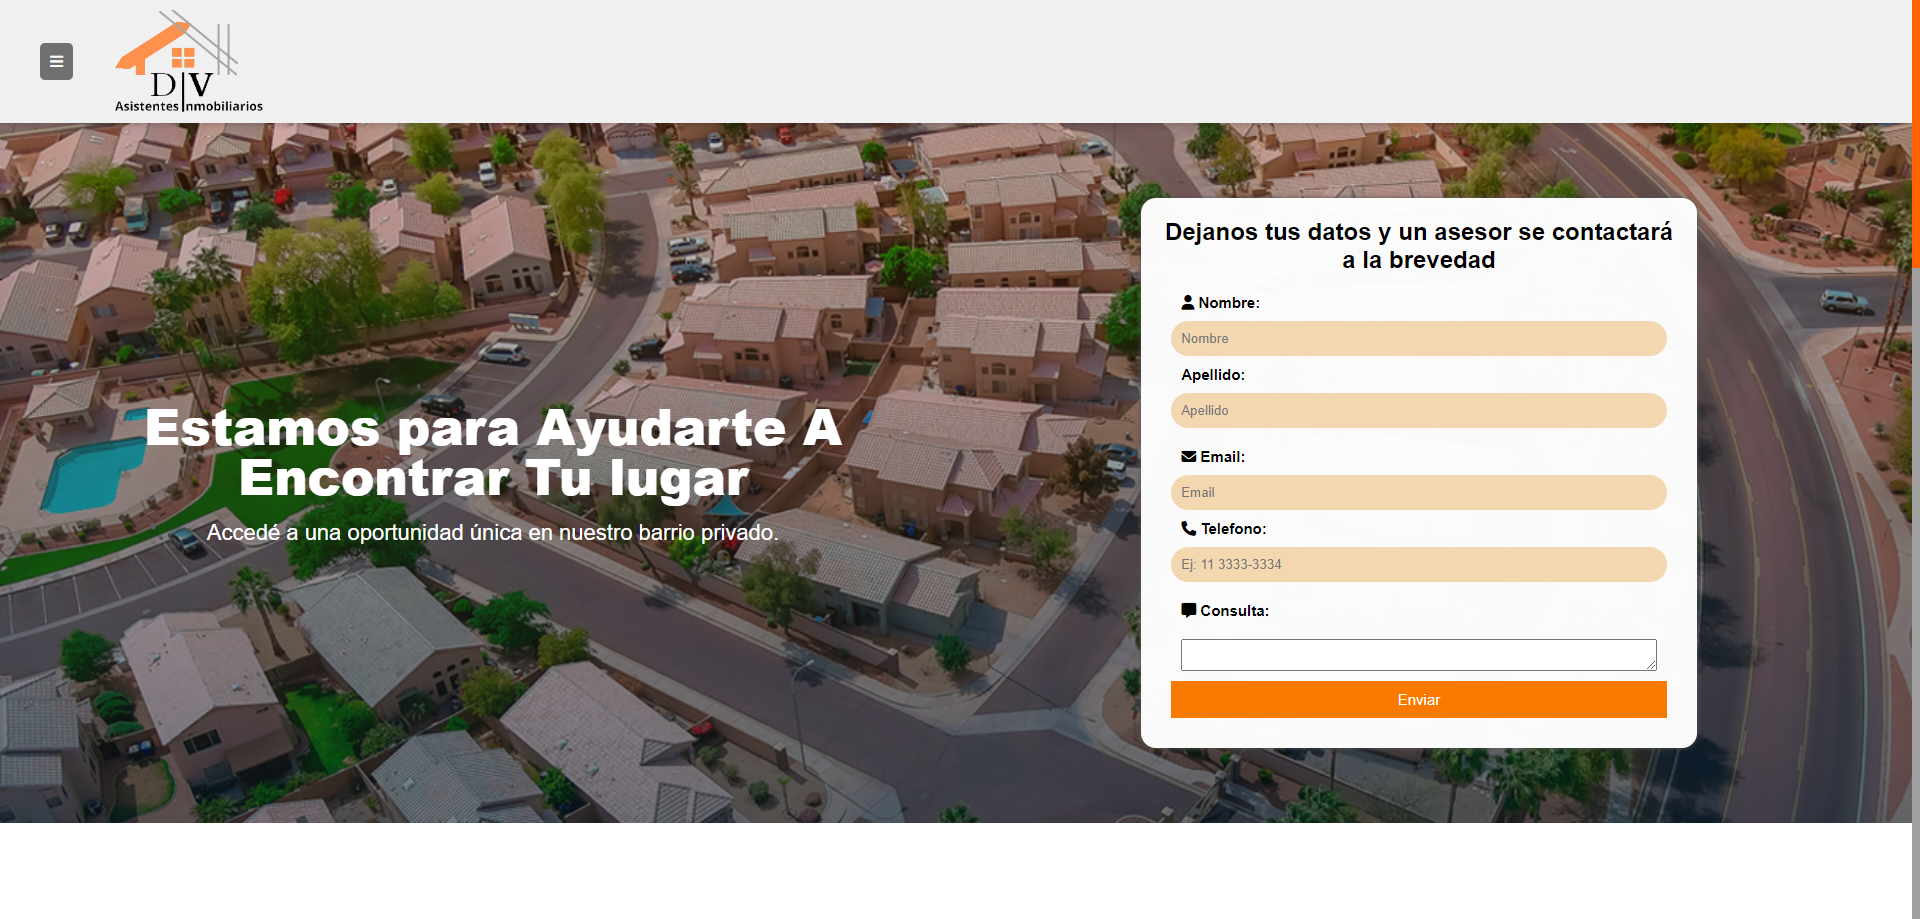 D|V
Asistentes Inmobiliarios
Dejanos tus datos y un asesor se contactará
a la brevedad
Nombre:
Nombre
Apellido:
Apellido
Email:
Email
Telefono:
Ej: 11 3333-3334
Consulta:
Enviar
Estamos para Ayudarte A
Encontrar Tu lugar
Accedé a una oportunidad única en nuestro barrio privado.